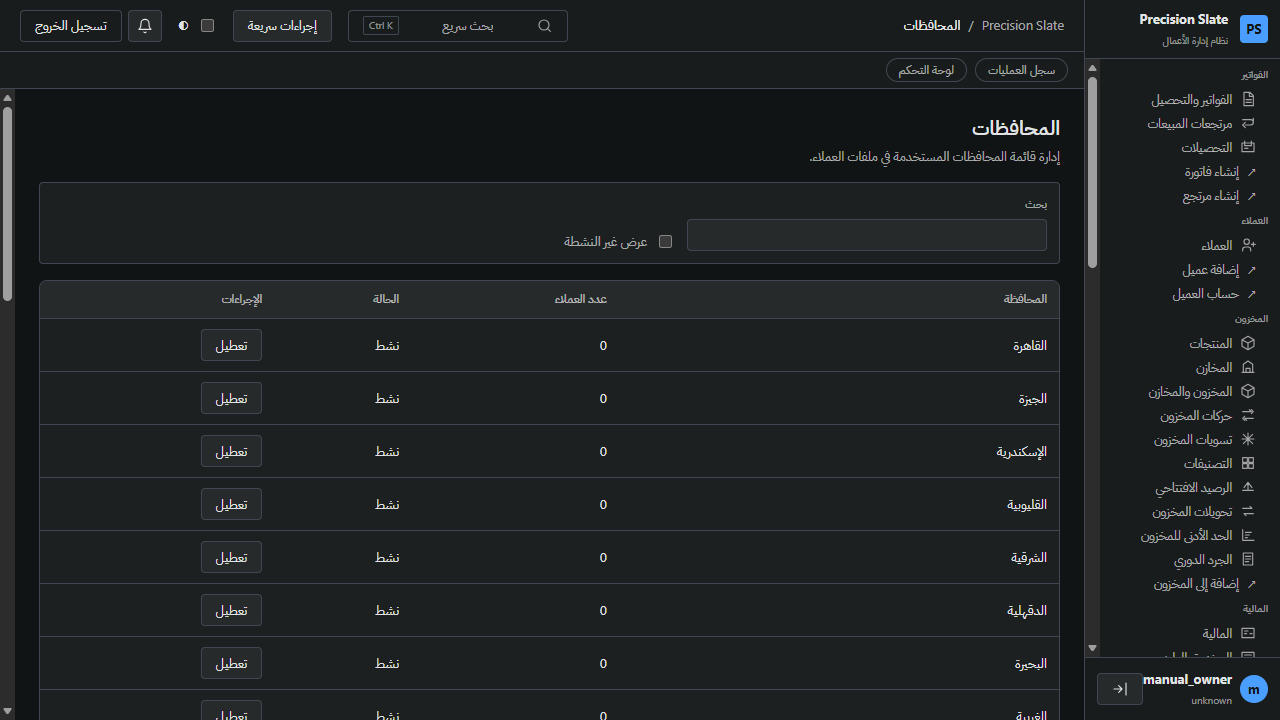 PS
Precision Slate
نظام إدارة الأعمال
Precision Slate / المحافظات
بحث سريع
Ctrl K
إجراءات سريعة
تسجيل الخروج
سجل العمليات
لوحة التحكم
الفواتير
الفواتير والتحصيل
مرتجعات المبيعات
التحصيلات
إنشاء فاتورة
إنشاء مرتجع
العملاء
العملاء
إضافة عميل
حساب العميل
المخزون
المنتجات
المخازن
المخزون والمخازن
حركات المخزون
تسويات المخزون
التصنيفات
الرصيد الافتتاحي
تحويلات المخزون
الحد الأدنى للمخزون
الجرد الدوري
إضافة إلى المخزون
المالية
المالية
m
manual_owner
unknown
المحافظات
إدارة قائمة المحافظات المستخدمة في ملفات العملاء.
بحث
عرض غير النشطة
المحافظة عدد العملاء الحالة الإجراءات
القاهرة 0 نشط تعطيل
الجيزة 0 نشط تعطيل
الإسكندرية 0 نشط تعطيل
القليوبية 0 نشط تعطيل
الشرقية 0 نشط تعطيل
الدقهلية 0 نشط تعطيل
البحيرة 0 نشط تعطيل
الغربية 0 نشط تعطيل